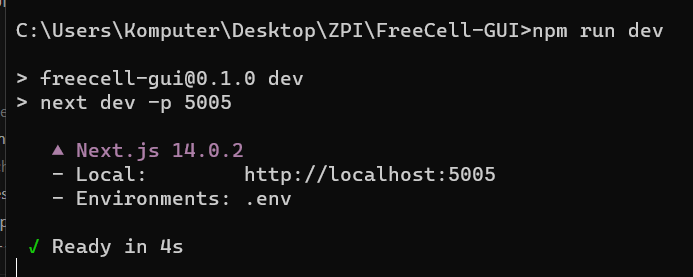 C:\Users\Komputer\Desktop\ZPI\FreeCell-GUI>npm run dev
> freecell-gui@0.1.0 dev
> next dev -p 5005
▲ Next.js 14.0.2
- Local: http://localhost:5005
- Environments: .env
✓ Ready in 4s